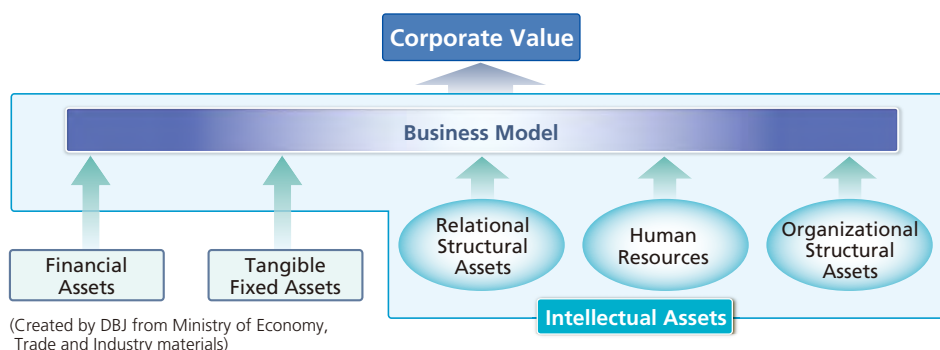 Corporate Value
Business Model
Financial
Assets
Tangible
Fixed Assets
Relational
Structural
Assets
Human
Resources
Organizational
Structural
Assets
Intellectual Assets
(Created by DBJ from Ministry of Economy,
Trade and Industry materials)